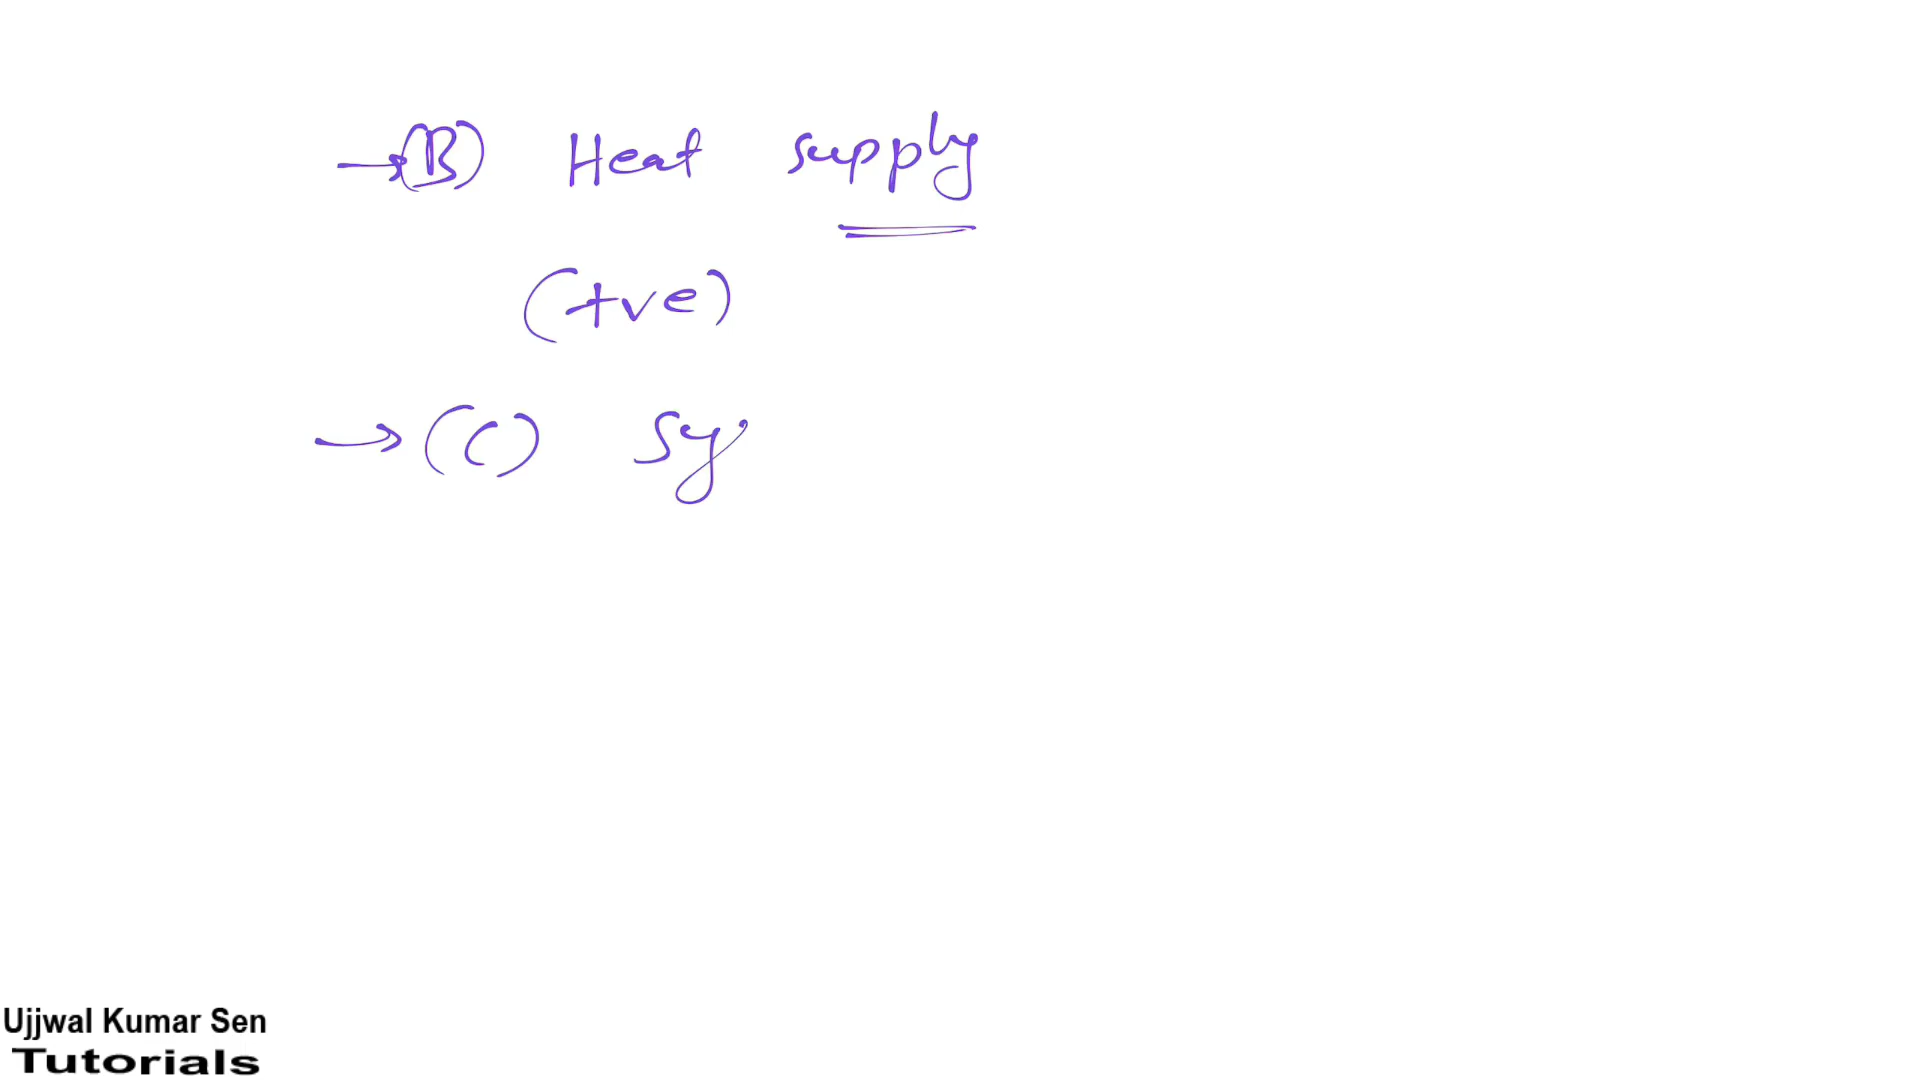 →(B) Heat supply
(+ve)
→(C) Sy
Ujjwal Kumar Sen
Tutorials